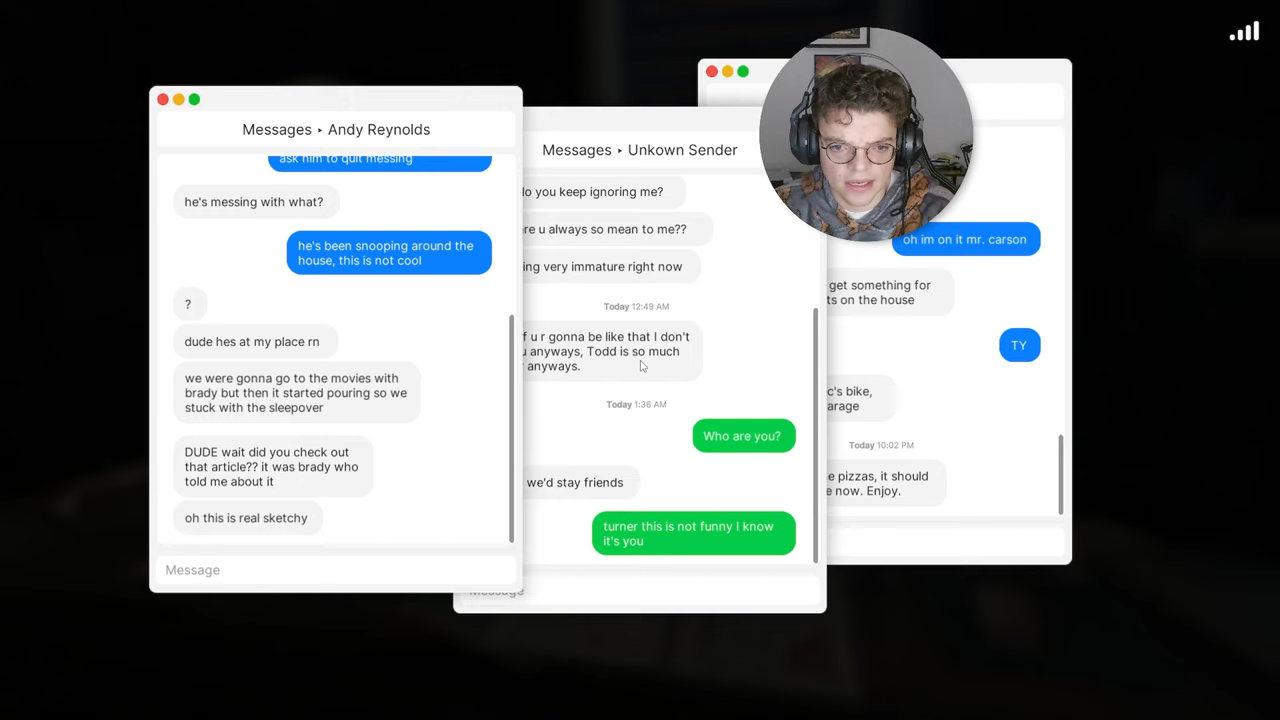 Messages ▸ Andy Reynolds
ask him to quit messing
he's messing with what?
he's been snooping around the
house, this is not cool
?
dude hes at my place rn
we were gonna go to the movies with
brady but then it started pouring so we
stuck with the sleepover
DUDE wait did you check out
that article?? it was brady who
told me about it
oh this is real sketchy
Message
Messages ▸ Unkown Sender
do you keep ignoring me?
are u always so mean to me??
ing very immature right now
Today 12:49 AM
f u r gonna be like that I don't
u anyways, Todd is so much
anyways.
Today 1:36 AM
Who are you?
we'd stay friends
turner this is not funny I know
it's you
Message
oh im on it mr. carson
get something for
ts on the house
TY
c's bike,
arage
Today 10:02 PM
e pizzas, it should
e now. Enjoy.